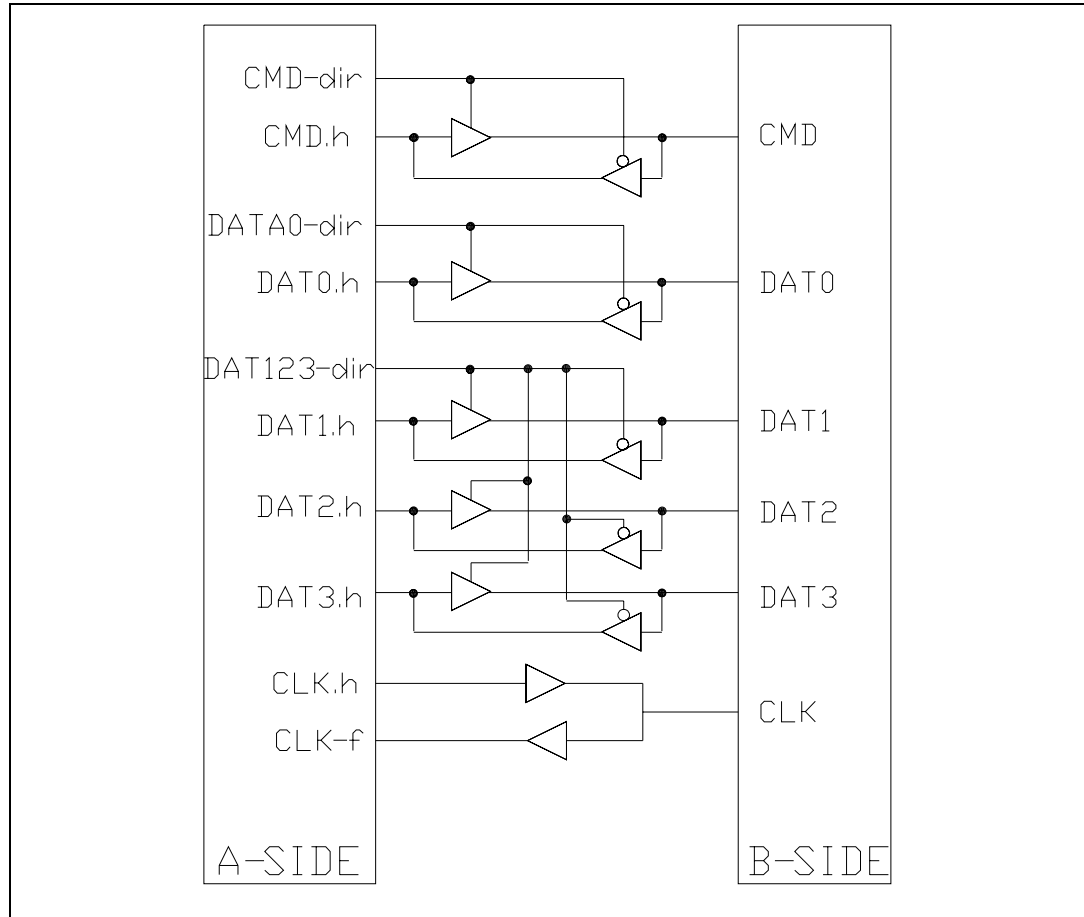 CMD-dir
CMD.h
CMD
DATA0-dir
DAT0.h
DAT0
DAT123-dir
DAT1.h
DAT1
DAT2.h
DAT2
DAT3.h
DAT3
CLK.h
CLK
CLK-f
A-SIDE
B-SIDE